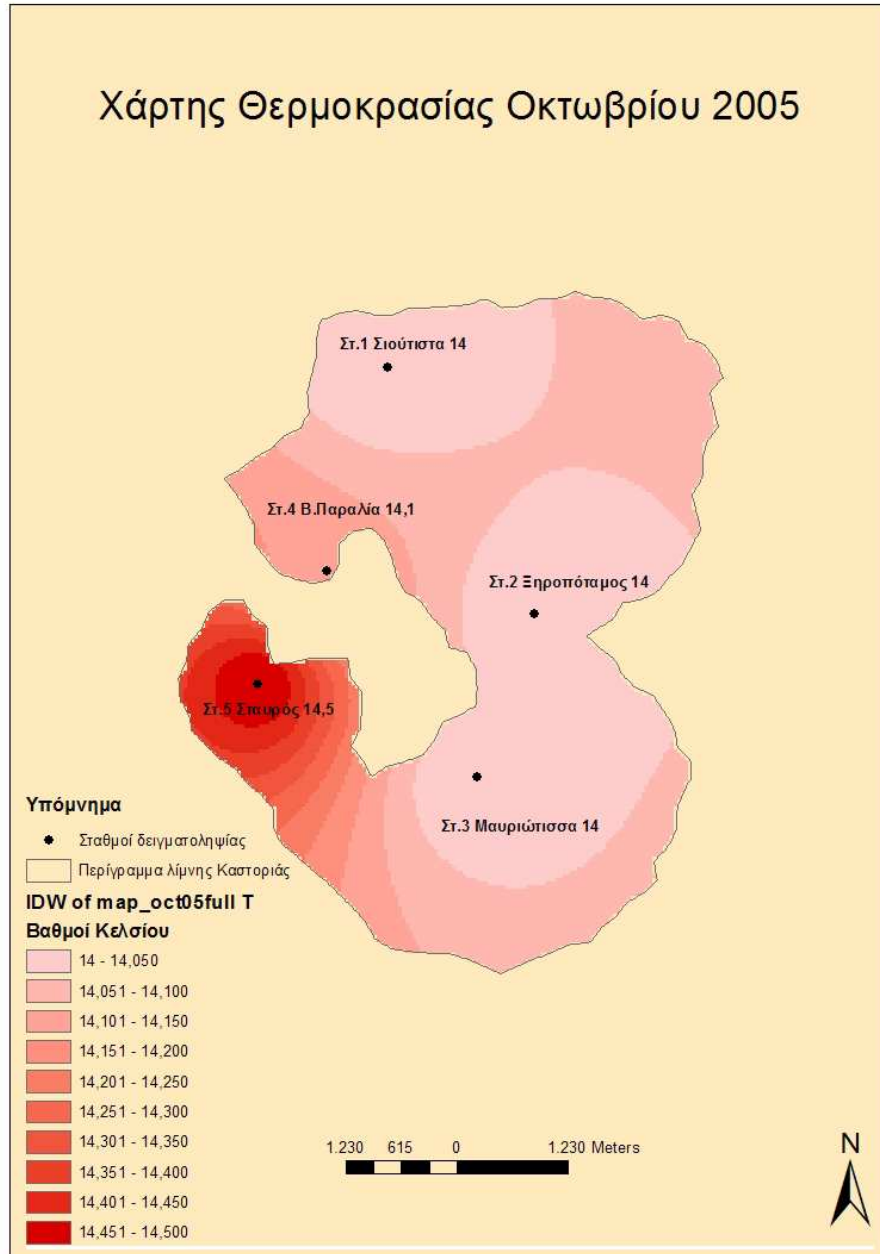 Χάρτης Θερμοκρασίας Οκτωβρίου 2005
Στ.1 Σιούτιστα 14
Στ.4 Β.Παραλία 14,1
Στ.2 Ξηροπόταμος 14
Στ.5 Σταυρός 14,5
Στ.3 Μαυριώτισσα 14
Υπόμνημα
Σταθμοί δειγματοληψίας
Περίγραμμα λίμνης Καστοριάς
IDW of map_oct05full T
Βαθμοί Κελσίου
14 - 14,050
14,051 - 14,100
14,101 - 14,150
14,151 - 14,200
14,201 - 14,250
14,251 - 14,300
14,301 - 14,350
14,351 - 14,400
14,401 - 14,450
14,451 - 14,500
1.230 615 0 1.230 Meters
N